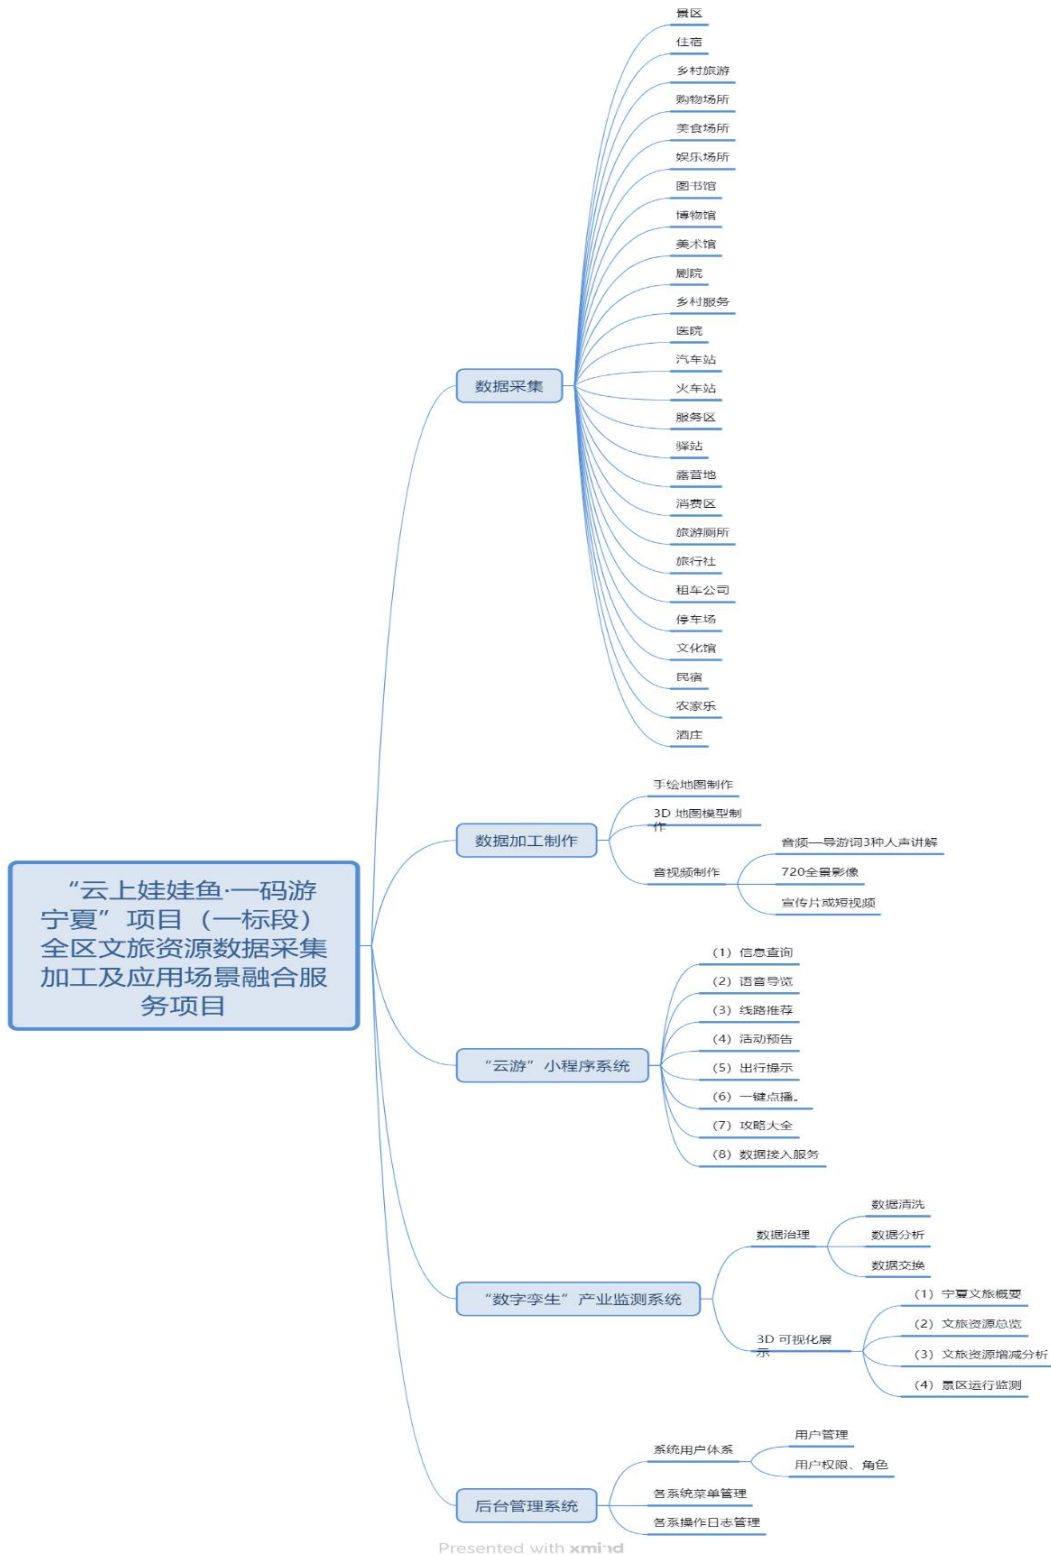 “云上娃娃鱼·一码游
宁夏”项目（一标段）
全区文旅资源数据采集
加工及应用场景融合服
务项目
数据采集
景区
住宿
乡村旅游
购物场所
美食场所
娱乐场所
图书馆
博物馆
美术馆
剧院
乡村服务
医院
汽车站
火车站
服务区
驿站
露营地
消费区
旅游厕所
旅行社
租车公司
停车场
文化馆
民宿
农家乐
酒庄
数据加工制作
手绘地图制作
3D 地图模型制
作
音视频制作
音频—导游词3种人声讲解
720全景影像
宣传片或短视频
“云游”小程序系统
（1）信息查询
（2）语音导览
（3）线路推荐
（4）活动预告
（5）出行提示
（6）一键点播。
（7）攻略大全
（8）数据接入服务
“数字孪生”产业监测系统
数据治理
数据清洗
数据分析
数据交换
3D 可视化展
示
（1）宁夏文旅概要
（2）文旅资源总览
（3）文旅资源增减分析
（4）景区运行监测
后台管理系统
系统用户体系
用户管理
用户权限、角色
各系统菜单管理
各系操作日志管理
Presented with xmind